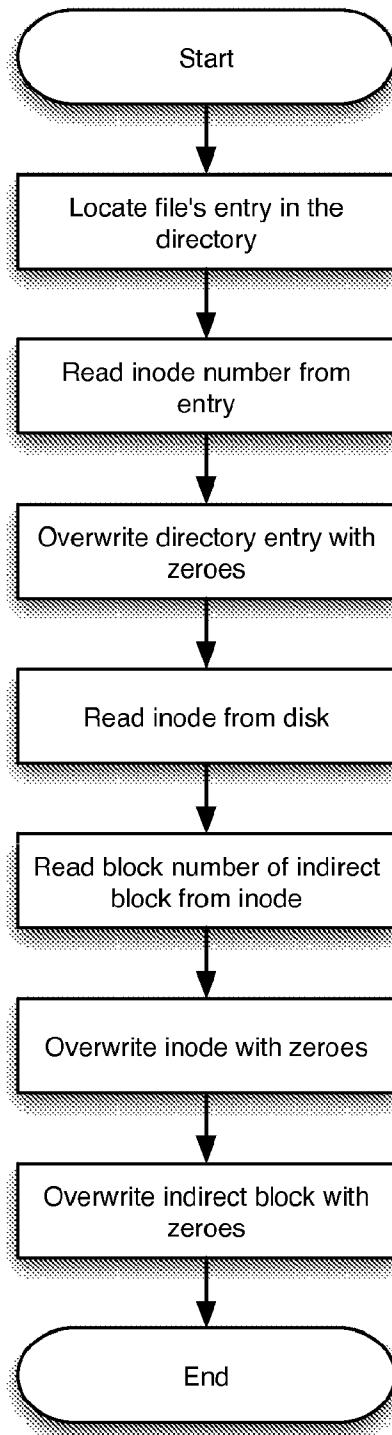 Start
Locate file's entry in the
directory
Read inode number from
entry
Overwrite directory entry with
zeroes
Read inode from disk
Read block number of indirect
block from inode
Overwrite inode with zeroes
Overwrite indirect block with
zeroes
End